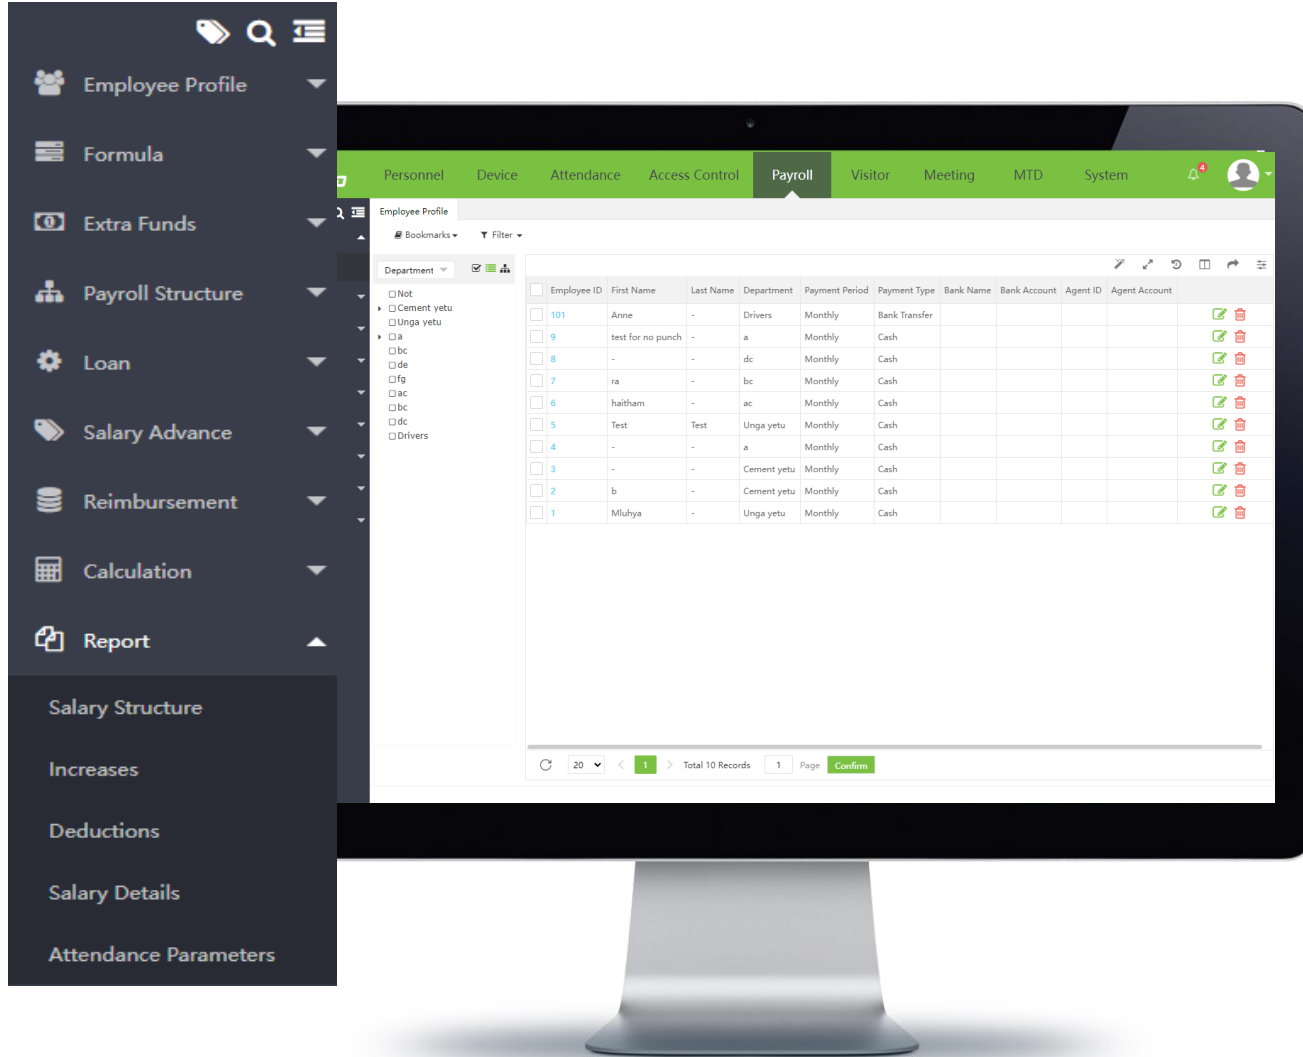 Employee Profile
Formula
Extra Funds
Payroll Structure
Loan
Salary Advance
Reimbursement
Calculation
Report
Salary Structure
Increases
Deductions
Salary Details
Attendance Parameters
Personnel Device Attendance Access Control Payroll Visitor Meeting MTD System 4
Employee Profile
Bookmarks Filter
Department
Not
Cement yetu
Unga yetu
a
bc
de
fg
ac
bc
dc
Drivers
Employee ID First Name Last Name Department Payment Period Payment Type Bank Name Bank Account Agent ID Agent Account
101 Anne - Drivers Monthly Bank Transfer
9 test for no punch - a Monthly Cash
8 - - dc Monthly Cash
7 ra - bc Monthly Cash
6 haitham - ac Monthly Cash
5 Test Test Unga yetu Monthly Cash
4 - - a Monthly Cash
3 - - Cement yetu Monthly Cash
2 b - Cement yetu Monthly Cash
1 Mluhya - Unga yetu Monthly Cash
20 < 1 > Total 10 Records 1 Page Confirm